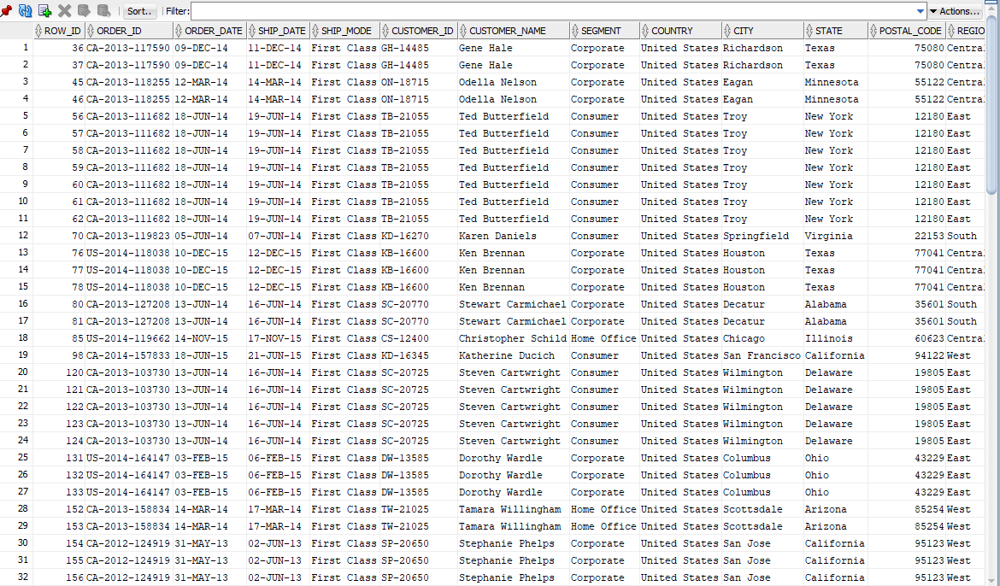 Sort.. Filter: Actions...
ROW_ID ORDER_ID ORDER_DATE SHIP_DATE SHIP_MODE CUSTOMER_ID CUSTOMER_NAME SEGMENT COUNTRY CITY STATE POSTAL_CODE REGIO
1 36 CA-2013-117590 09-DEC-14 11-DEC-14 First Class GH-14485 Gene Hale Corporate United States Richardson Texas 75080 Central
2 37 CA-2013-117590 09-DEC-14 11-DEC-14 First Class GH-14485 Gene Hale Corporate United States Richardson Texas 75080 Central
3 45 CA-2013-118255 12-MAR-14 14-MAR-14 First Class ON-18715 Odella Nelson Corporate United States Eagan Minnesota 55122 Central
4 46 CA-2013-118255 12-MAR-14 14-MAR-14 First Class ON-18715 Odella Nelson Corporate United States Eagan Minnesota 55122 Central
5 56 CA-2013-111682 18-JUN-14 19-JUN-14 First Class TB-21055 Ted Butterfield Consumer United States Troy New York 12180 East
6 57 CA-2013-111682 18-JUN-14 19-JUN-14 First Class TB-21055 Ted Butterfield Consumer United States Troy New York 12180 East
7 58 CA-2013-111682 18-JUN-14 19-JUN-14 First Class TB-21055 Ted Butterfield Consumer United States Troy New York 12180 East
8 59 CA-2013-111682 18-JUN-14 19-JUN-14 First Class TB-21055 Ted Butterfield Consumer United States Troy New York 12180 East
9 60 CA-2013-111682 18-JUN-14 19-JUN-14 First Class TB-21055 Ted Butterfield Consumer United States Troy New York 12180 East
10 61 CA-2013-111682 18-JUN-14 19-JUN-14 First Class TB-21055 Ted Butterfield Consumer United States Troy New York 12180 East
11 62 CA-2013-111682 18-JUN-14 19-JUN-14 First Class TB-21055 Ted Butterfield Consumer United States Troy New York 12180 East
12 70 CA-2013-119823 05-JUN-14 07-JUN-14 First Class KD-16270 Karen Daniels Consumer United States Springfield Virginia 22153 South
13 76 US-2014-118038 10-DEC-15 12-DEC-15 First Class KB-16600 Ken Brennan Corporate United States Houston Texas 77041 Central
14 77 US-2014-118038 10-DEC-15 12-DEC-15 First Class KB-16600 Ken Brennan Corporate United States Houston Texas 77041 Central
15 78 US-2014-118038 10-DEC-15 12-DEC-15 First Class KB-16600 Ken Brennan Corporate United States Houston Texas 77041 Central
16 80 CA-2013-127208 13-JUN-14 16-JUN-14 First Class SC-20770 Stewart Carmichael Corporate United States Decatur Alabama 35601 South
17 81 CA-2013-127208 13-JUN-14 16-JUN-14 First Class SC-20770 Stewart Carmichael Corporate United States Decatur Alabama 35601 South
18 85 US-2014-119662 14-NOV-15 17-NOV-15 First Class CS-12400 Christopher Schild Home Office United States Chicago Illinois 60623 Central
19 98 CA-2014-157833 18-JUN-15 21-JUN-15 First Class KD-16345 Katherine Ducich Consumer United States San Francisco California 94122 West
20 120 CA-2013-103730 13-JUN-14 16-JUN-14 First Class SC-20725 Steven Cartwright Consumer United States Wilmington Delaware 19805 East
21 121 CA-2013-103730 13-JUN-14 16-JUN-14 First Class SC-20725 Steven Cartwright Consumer United States Wilmington Delaware 19805 East
22 122 CA-2013-103730 13-JUN-14 16-JUN-14 First Class SC-20725 Steven Cartwright Consumer United States Wilmington Delaware 19805 East
23 123 CA-2013-103730 13-JUN-14 16-JUN-14 First Class SC-20725 Steven Cartwright Consumer United States Wilmington Delaware 19805 East
24 124 CA-2013-103730 13-JUN-14 16-JUN-14 First Class SC-20725 Steven Cartwright Consumer United States Wilmington Delaware 19805 East
25 131 US-2014-164147 03-FEB-15 06-FEB-15 First Class DW-13585 Dorothy Wardle Corporate United States Columbus Ohio 43229 East
26 132 US-2014-164147 03-FEB-15 06-FEB-15 First Class DW-13585 Dorothy Wardle Corporate United States Columbus Ohio 43229 East
27 133 US-2014-164147 03-FEB-15 06-FEB-15 First Class DW-13585 Dorothy Wardle Corporate United States Columbus Ohio 43229 East
28 152 CA-2013-158834 14-MAR-14 17-MAR-14 First Class TW-21025 Tamara Willingham Home Office United States Scottsdale Arizona 85254 West
29 153 CA-2013-158834 14-MAR-14 17-MAR-14 First Class TW-21025 Tamara Willingham Home Office United States Scottsdale Arizona 85254 West
30 154 CA-2012-124919 31-MAY-13 02-JUN-13 First Class SP-20650 Stephanie Phelps Corporate United States San Jose California 95123 West
31 155 CA-2012-124919 31-MAY-13 02-JUN-13 First Class SP-20650 Stephanie Phelps Corporate United States San Jose California 95123 West
32 156 CA-2012-124919 31-MAY-13 02-JUN-13 First Class SP-20650 Stephanie Phelps Corporate United States San Jose California 95123 West